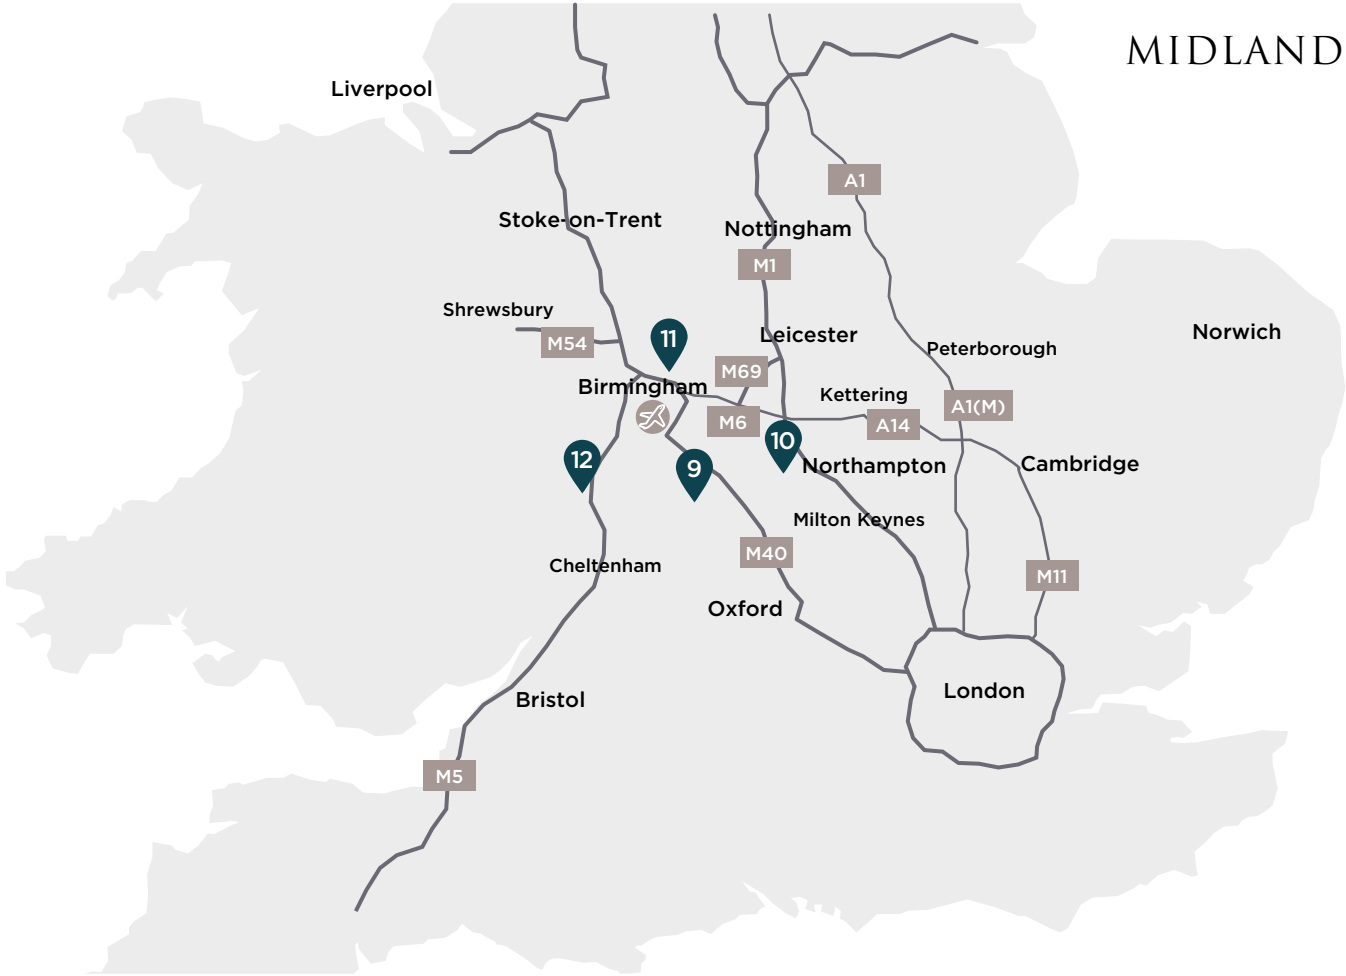 MIDLAND
Liverpool
A1
Stoke-on-Trent
Nottingham
M1
Shrewsbury
M54
11
Leicester
Norwich
Peterborough
M69
Birmingham
Kettering
A1(M)
M6
A14
10
12
9
Northampton
Cambridge
Milton Keynes
M40
Cheltenham
M11
Oxford
London
Bristol
M5